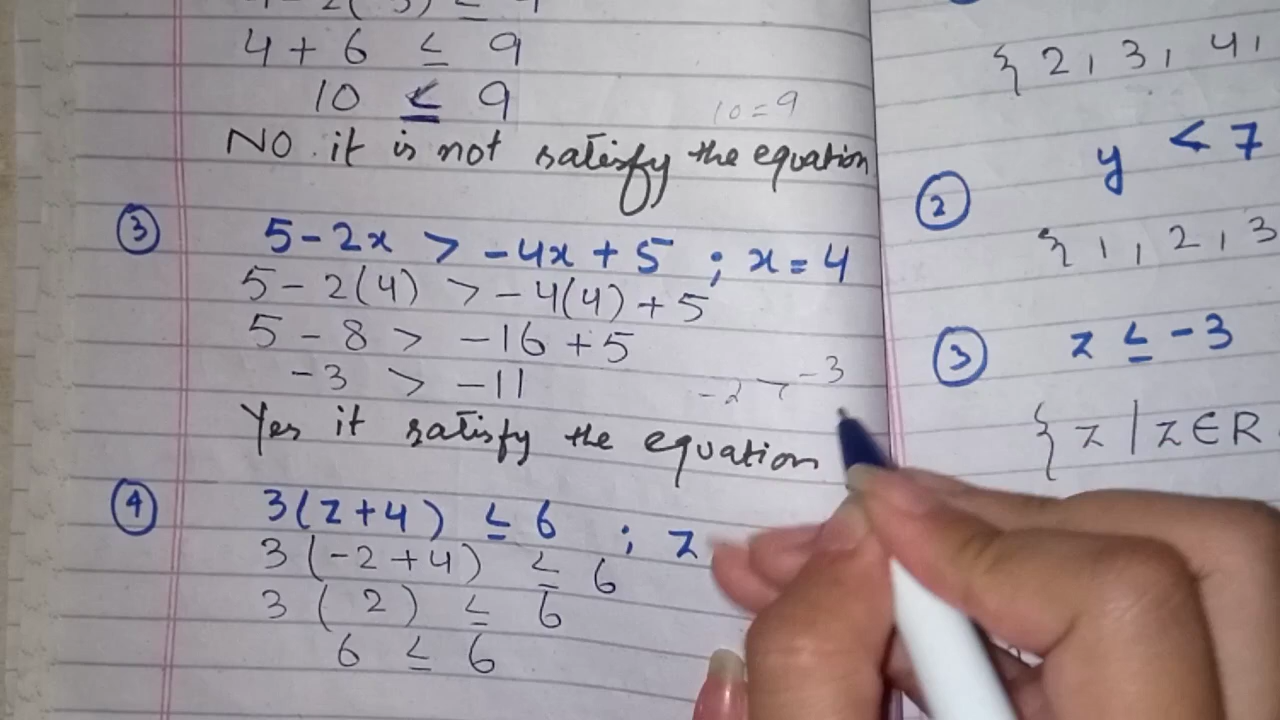 4 + 6 ≤ 9
10 ≤ 9
10 = 9
NO it is not satisfy the equation
③ 5 - 2x > -4x + 5 ; x = 4
5 - 2(4) > -4(4) + 5
5 - 8 > -16 + 5
-3 > -11
-2 > -3
Yes it satisfy the equation
④ 3(z+4) ≤ 6 ; z
3(-2+4) ≤ 6
3(2) ≤ 6
6 ≤ 6
{ 2, 3, 4,
② y < 7
{ 1, 2, 3
③ z ≤ -3
{ z | z ∈ R